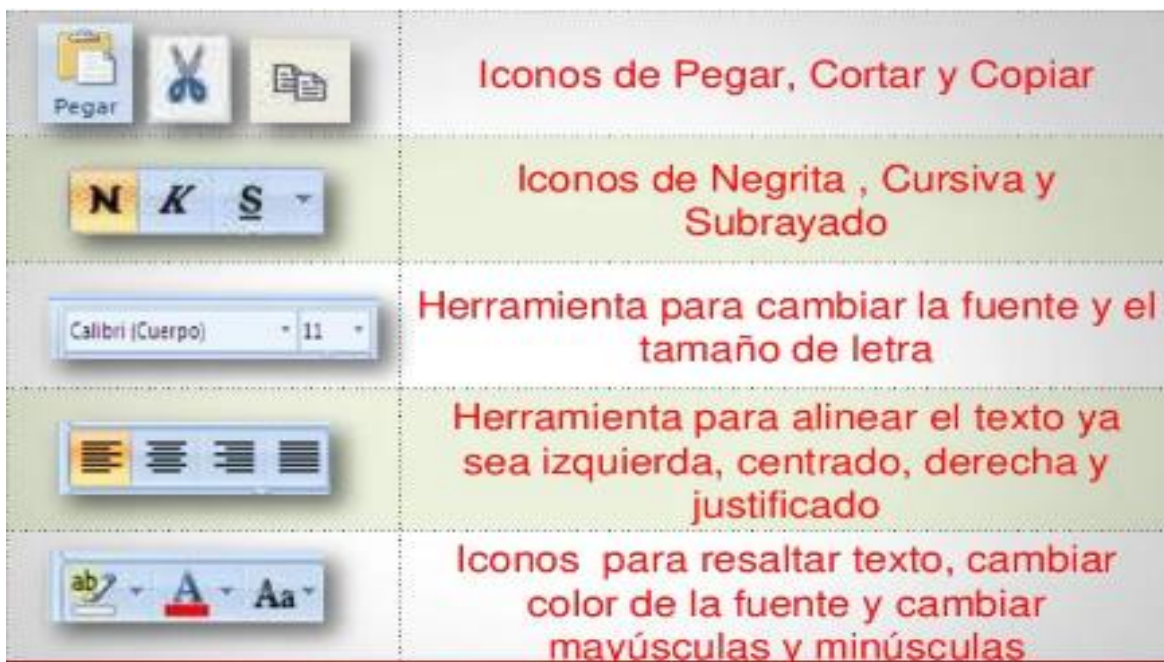 Pegar
Iconos de Pegar, Cortar y Copiar
N K S
Iconos de Negrita , Cursiva y
Subrayado
Calibri (Cuerpo) 11
Herramienta para cambiar la fuente y el
tamaño de letra
Herramienta para alinear el texto ya
sea izquierda, centrado, derecha y
justificado
ab A Aa
Iconos para resaltar texto, cambiar
color de la fuente y cambiar
mayúsculas y minúsculas